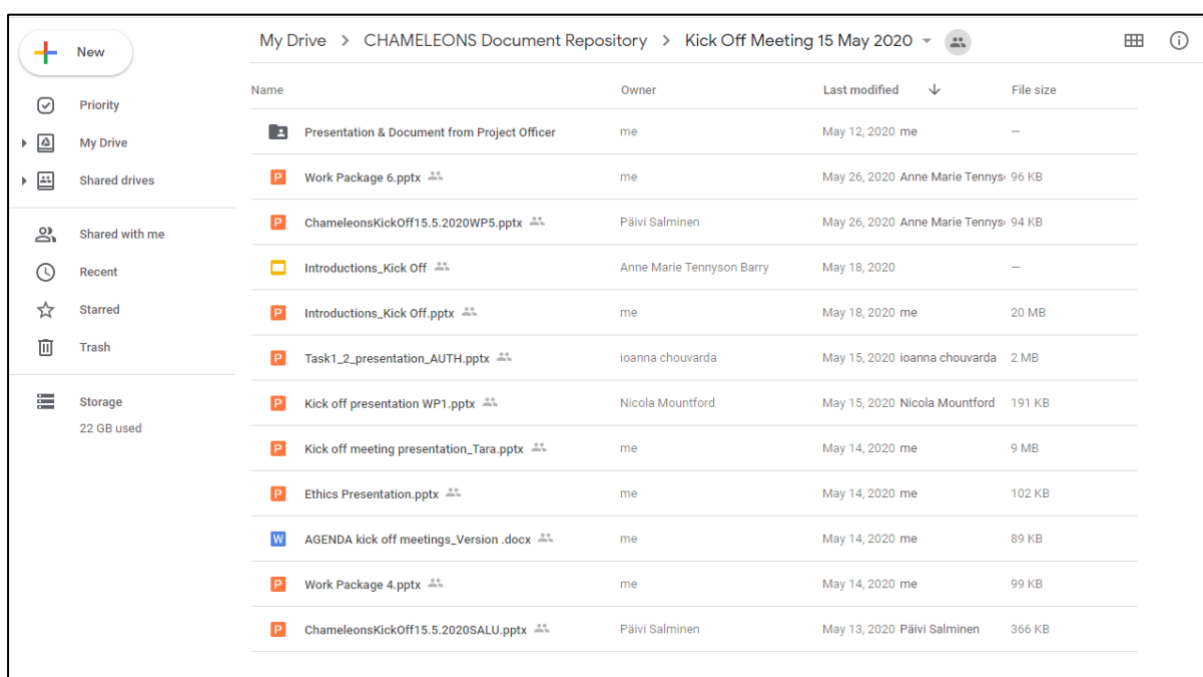 My Drive > CHAMELEONS Document Repository > Kick Off Meeting 15 May 2020
New
Priority
My Drive
Shared drives
Shared with me
Recent
Starred
Trash
Storage
22 GB used
Name Owner Last modified File size
Presentation & Document from Project Officer me May 12, 2020 me –
P Work Package 6.pptx me May 26, 2020 Anne Marie Tennys 96 KB
P ChameleonsKickOff15.5.2020WP5.pptx Päivi Salminen May 26, 2020 Anne Marie Tennys 94 KB
Introductions_Kick Off Anne Marie Tennyson Barry May 18, 2020 –
P Introductions_Kick Off.pptx me May 18, 2020 me 20 MB
P Task1_2_presentation_AUTH.pptx ioanna chouvarda May 15, 2020 ioanna chouvarda 2 MB
P Kick off presentation WP1.pptx Nicola Mountford May 15, 2020 Nicola Mountford 191 KB
P Kick off meeting presentation_Tara.pptx me May 14, 2020 me 9 MB
P Ethics Presentation.pptx me May 14, 2020 me 102 KB
W AGENDA kick off meetings_Version .docx me May 14, 2020 me 89 KB
P Work Package 4.pptx me May 14, 2020 me 99 KB
P ChameleonsKickOff15.5.2020SALU.pptx Päivi Salminen May 13, 2020 Päivi Salminen 366 KB